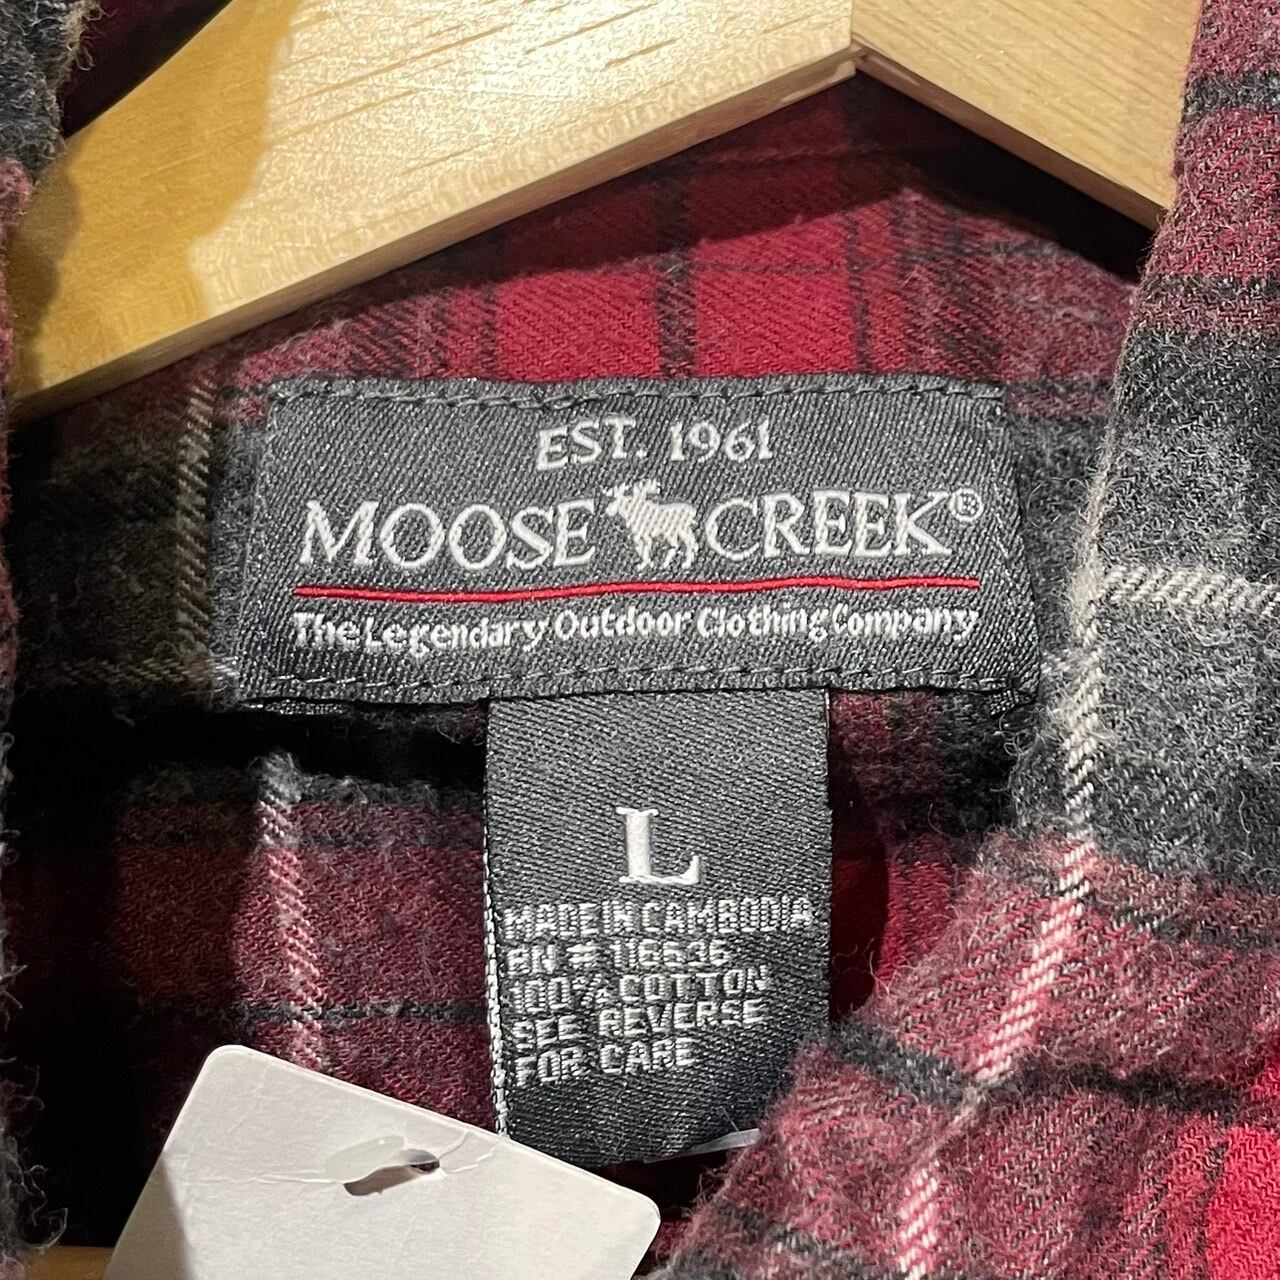 EST. 1961
MOOSE CREEK®
The Legendary Outdoor Clothing Company
L
MADE IN CAMBODIA
RN # 116636
100% COTTON
SEE REVERSE
FOR CARE